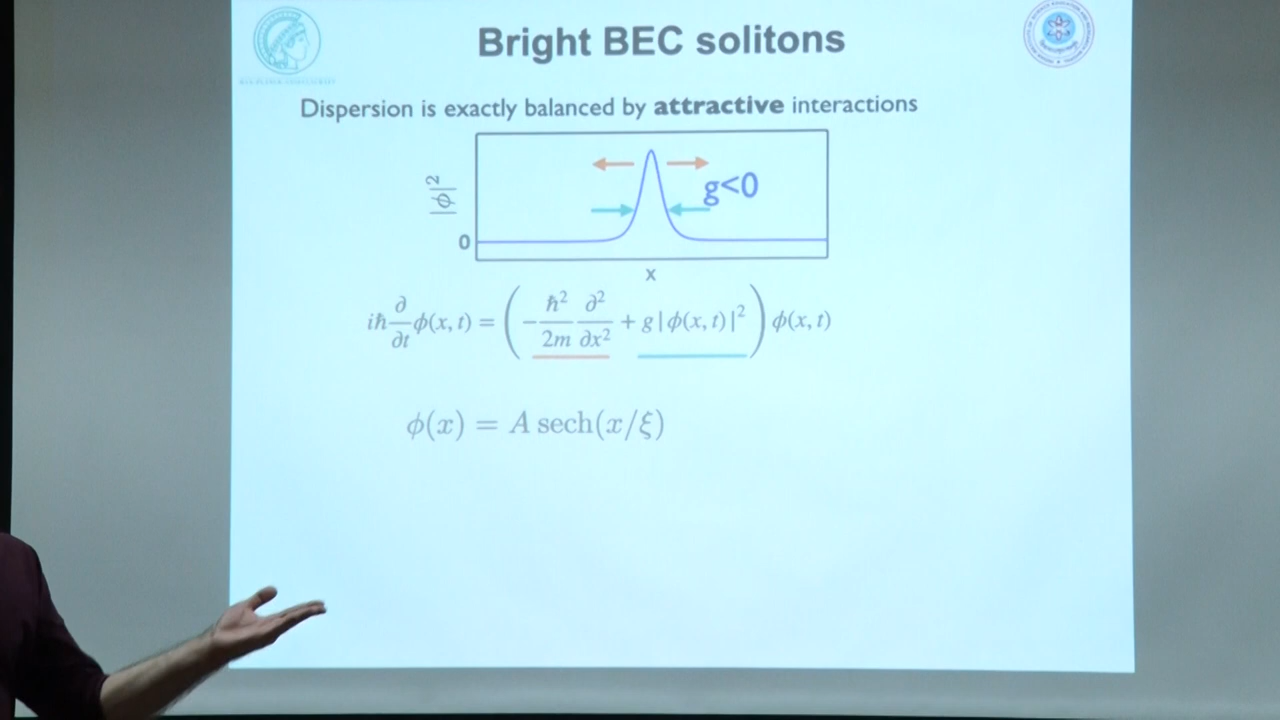 Bright BEC solitons
Dispersion is exactly balanced by attractive interactions
|ϕ|²
g<0
0
x
iħ ∂/∂t ϕ(x, t) = ( − ħ²/2m ∂²/∂x² + g|ϕ(x, t)|² ) ϕ(x, t)
ϕ(x) = A sech(x/ξ)